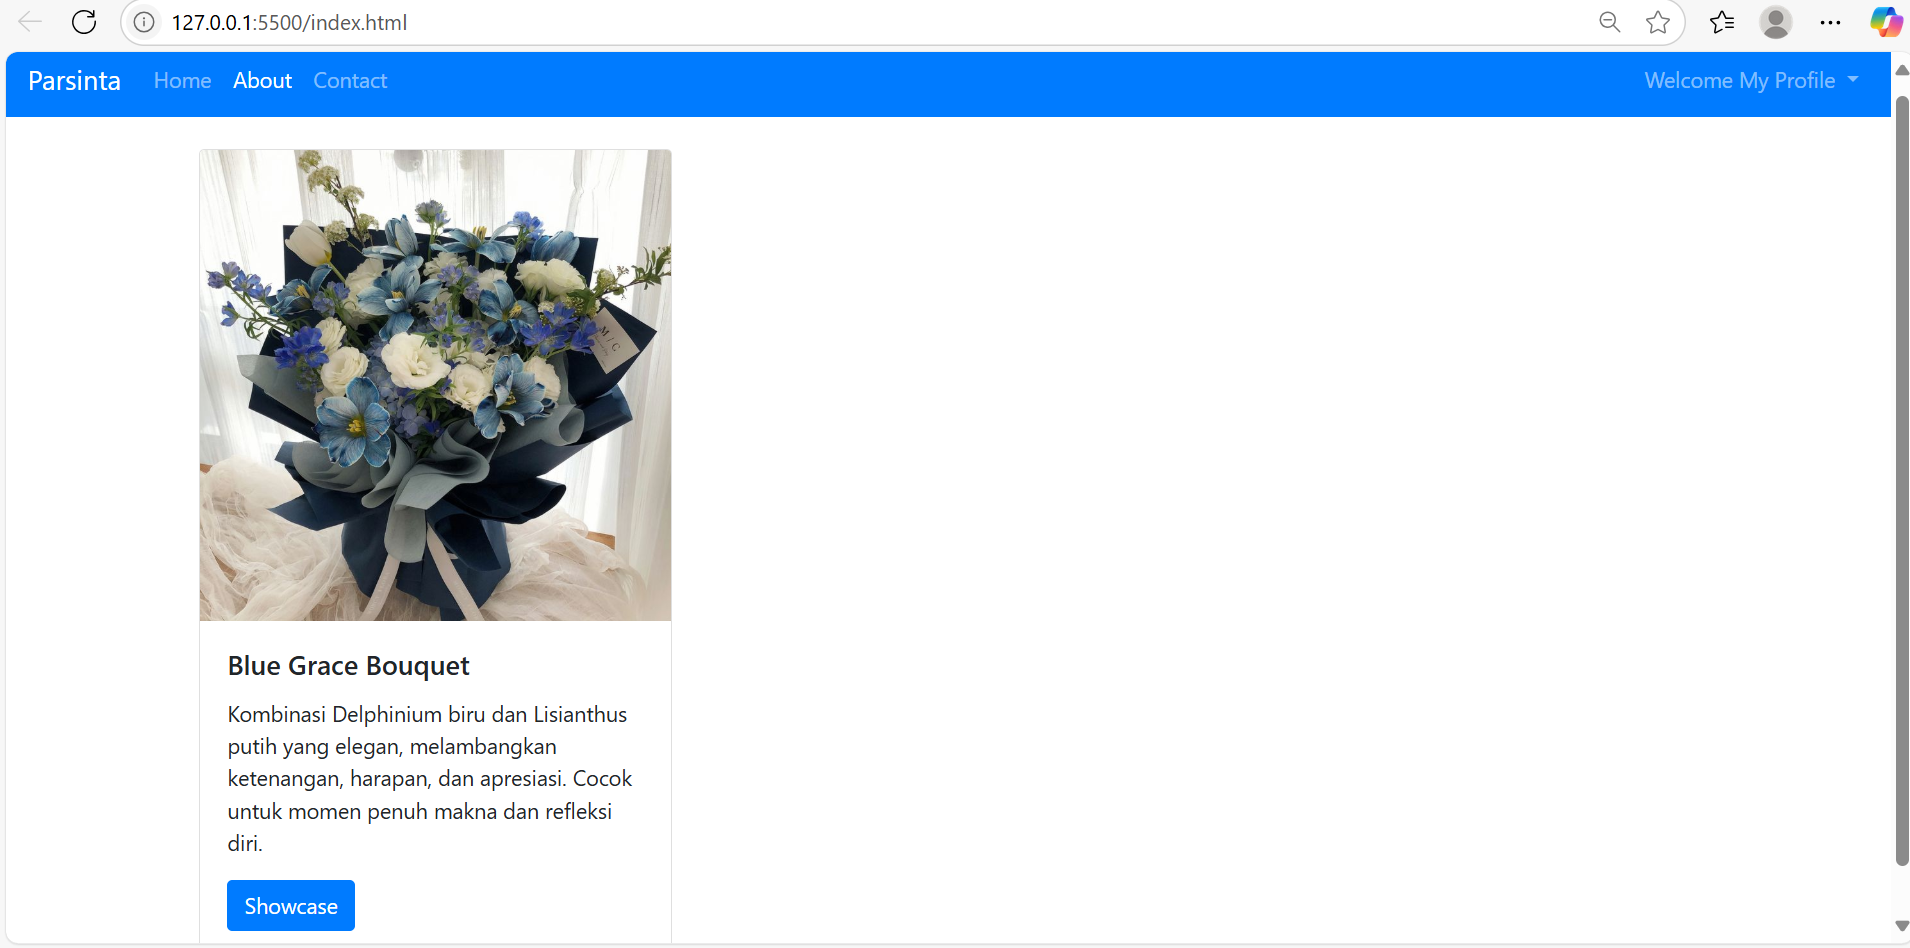 127.0.0.1:5500/index.html
Parsinta Home About Contact Welcome My Profile
M / C
Blue Grace Bouquet
Kombinasi Delphinium biru dan Lisianthus
putih yang elegan, melambangkan
ketenangan, harapan, dan apresiasi. Cocok
untuk momen penuh makna dan refleksi
diri.
Showcase